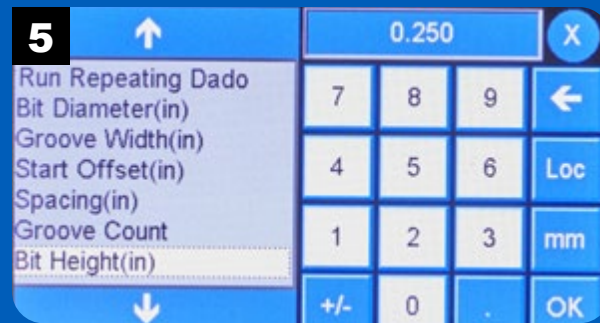 5
0.250
X
Run Repeating Dado
Bit Diameter(in)
Groove Width(in)
Start Offset(in)
Spacing(in)
Groove Count
Bit Height(in)
7 8 9
4 5 6 Loc
1 2 3 mm
+/- 0 . OK